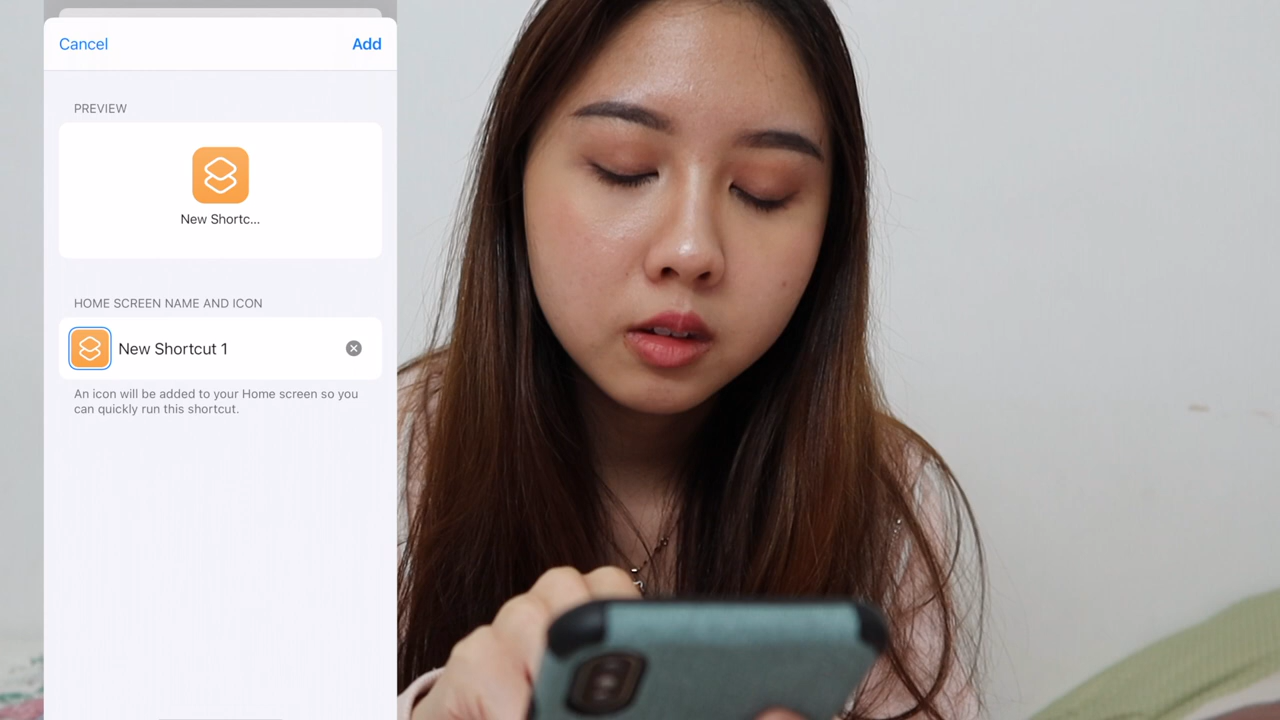 Cancel
Add
PREVIEW
New Shortc...
HOME SCREEN NAME AND ICON
New Shortcut 1
An icon will be added to your Home screen so you
can quickly run this shortcut.